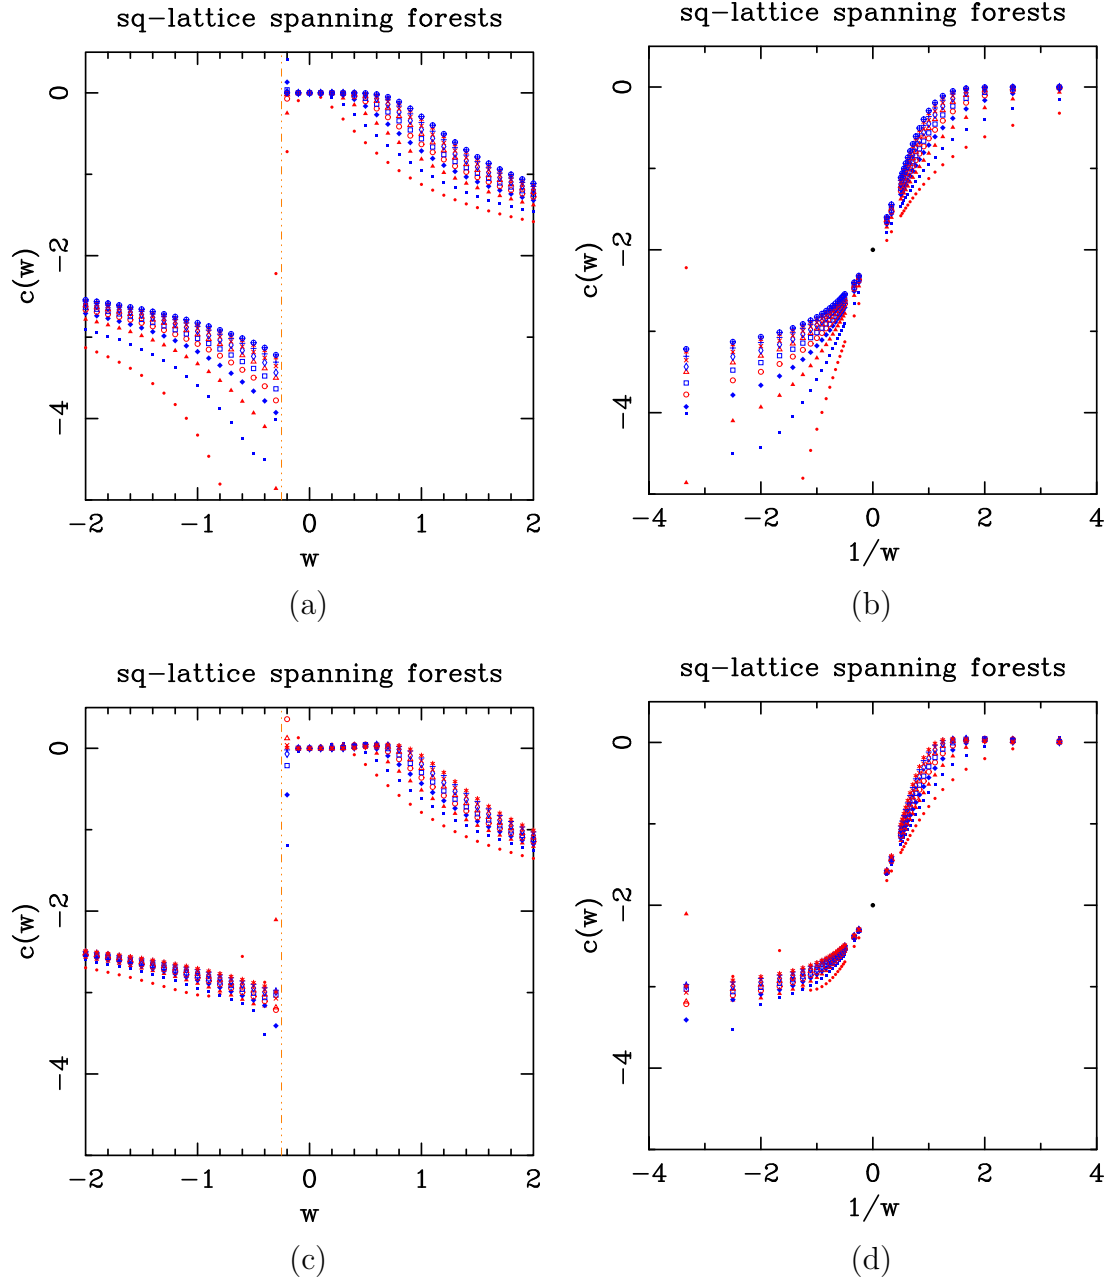 sq-lattice spanning forests
sq-lattice spanning forests
c(w)
0
-2
-4
-2
-1
0
1
2
w
(a)
c(w)
0
-2
-4
-4
-2
0
2
4
1/w
(b)
sq-lattice spanning forests
sq-lattice spanning forests
c(w)
0
-2
-4
-2
-1
0
1
2
w
(c)
c(w)
0
-2
-4
-4
-2
0
2
4
1/w
(d)